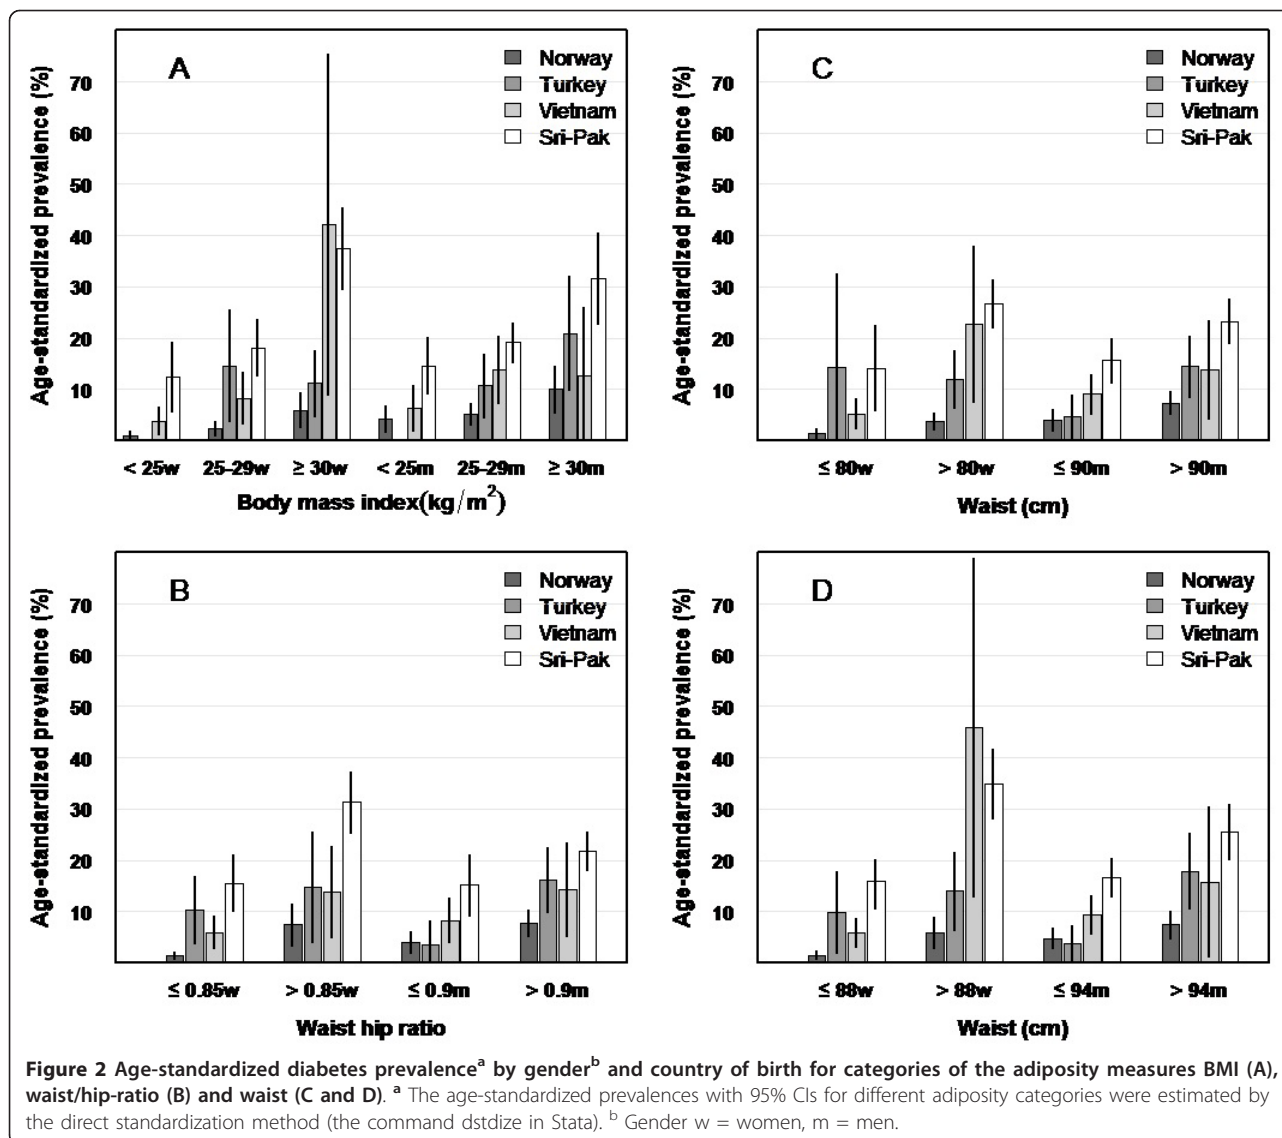 A
Norway
Turkey
Vietnam
Sri-Pak
Age-standardized prevalence (%)
70
60
50
40
30
20
10
< 25w 25–29w ≥ 30w < 25m 25–29m ≥ 30m
Body mass index(kg/m²)
C
Norway
Turkey
Vietnam
Sri-Pak
Age-standardized prevalence (%)
70
60
50
40
30
20
10
≤ 80w > 80w ≤ 90m > 90m
Waist (cm)
B
Norway
Turkey
Vietnam
Sri-Pak
Age-standardized prevalence (%)
70
60
50
40
30
20
10
≤ 0.85w > 0.85w ≤ 0.9m > 0.9m
Waist hip ratio
D
Norway
Turkey
Vietnam
Sri-Pak
Age-standardized prevalence (%)
70
60
50
40
30
20
10
≤ 88w > 88w ≤ 94m > 94m
Waist (cm)
Figure 2 Age-standardized diabetes prevalenceᵃ by genderᵇ and country of birth for categories of the adiposity measures BMI (A),
waist/hip-ratio (B) and waist (C and D). ᵃ The age-standardized prevalences with 95% CIs for different adiposity categories were estimated by
the direct standardization method (the command dstdize in Stata). ᵇ Gender w = women, m = men.